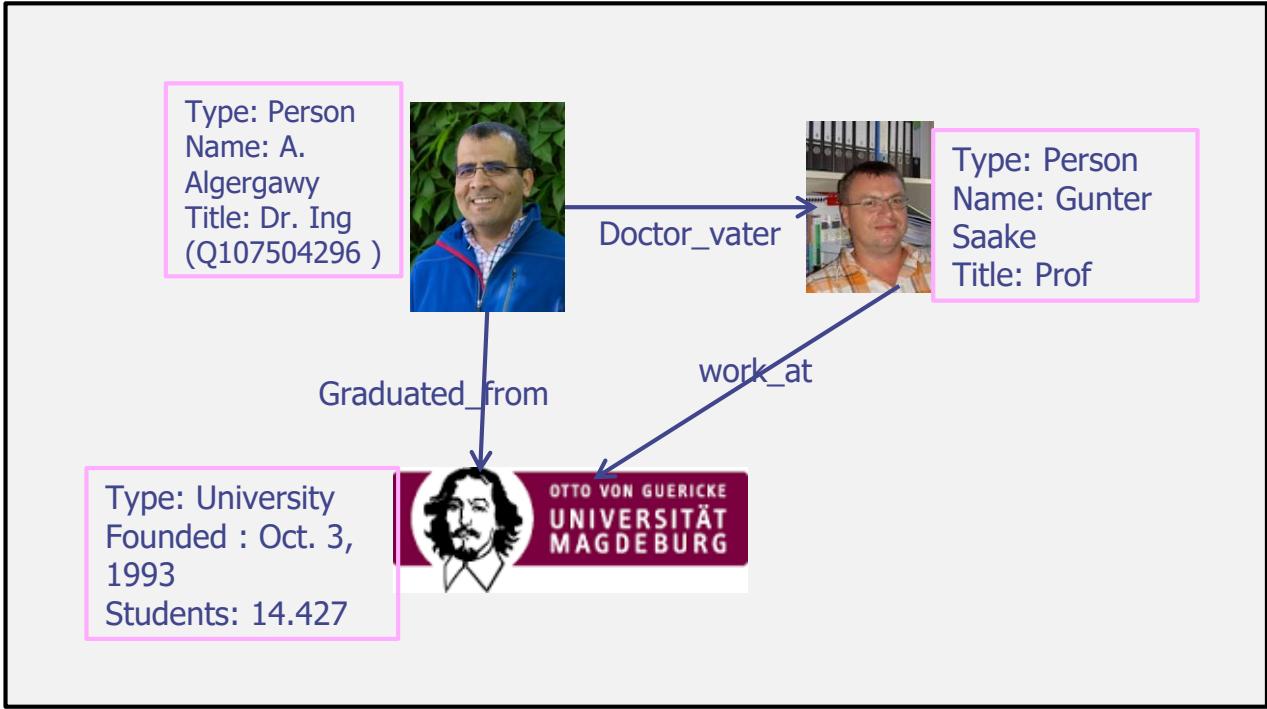 Type: Person
Name: A.
Algergawy
Title: Dr. Ing
(Q107504296 )
Doctor_vater
Type: Person
Name: Gunter
Saake
Title: Prof
Graduated_from
work_at
Type: University
Founded : Oct. 3,
1993
Students: 14.427
OTTO VON GUERICKE
UNIVERSITÄT
MAGDEBURG